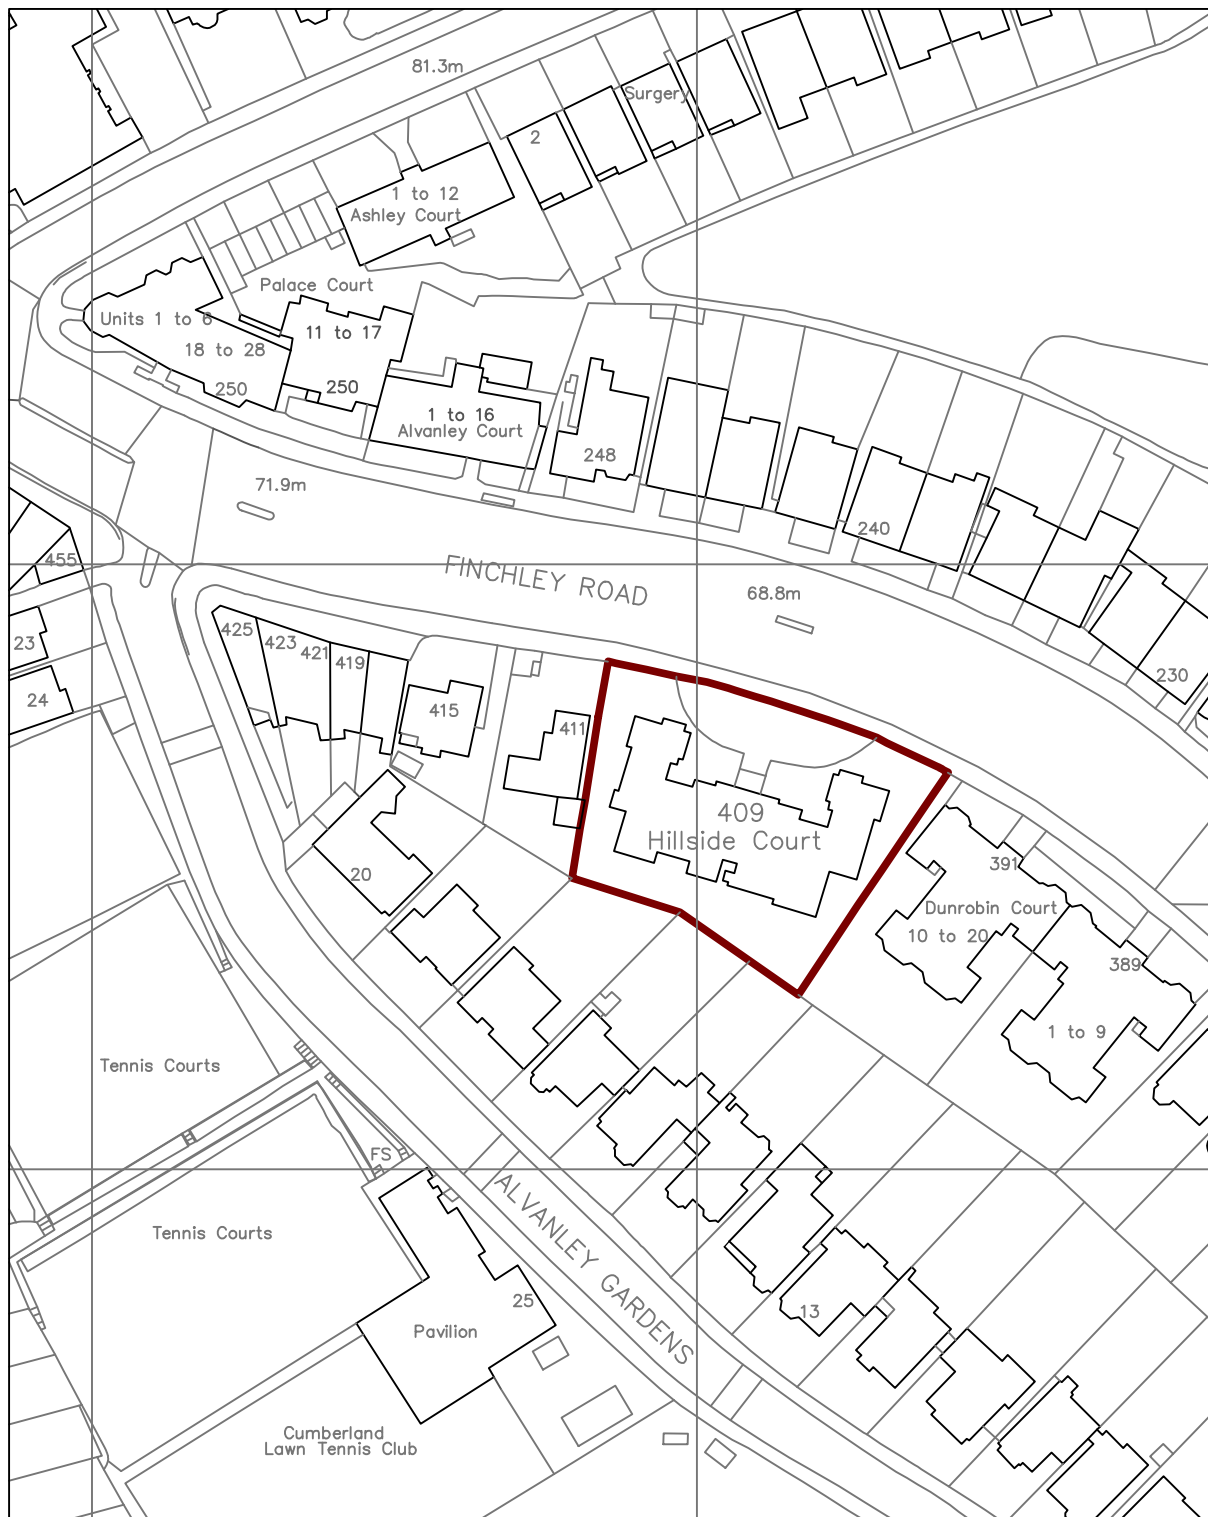 81.3m
Surgery
2
1 to 12
Ashley Court
Palace Court
Units 1 to 6
11 to 17
18 to 28
250
250
1 to 16
Alvanley Court
248
71.9m
240
455
FINCHLEY ROAD
68.8m
425
423
421
419
23
24
415
411
230
409
Hillside Court
391
20
Dunrobin Court
10 to 20
389
1 to 9
Tennis Courts
FS
ALVANLEY GARDENS
Tennis Courts
25
13
Pavilion
Cumberland
Lawn Tennis Club